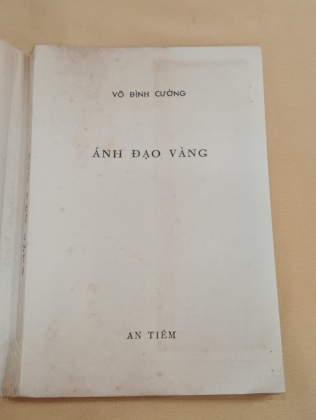 VÕ ĐÌNH CƯỜNG
ÁNH ĐẠO VÀNG
AN TIÊM